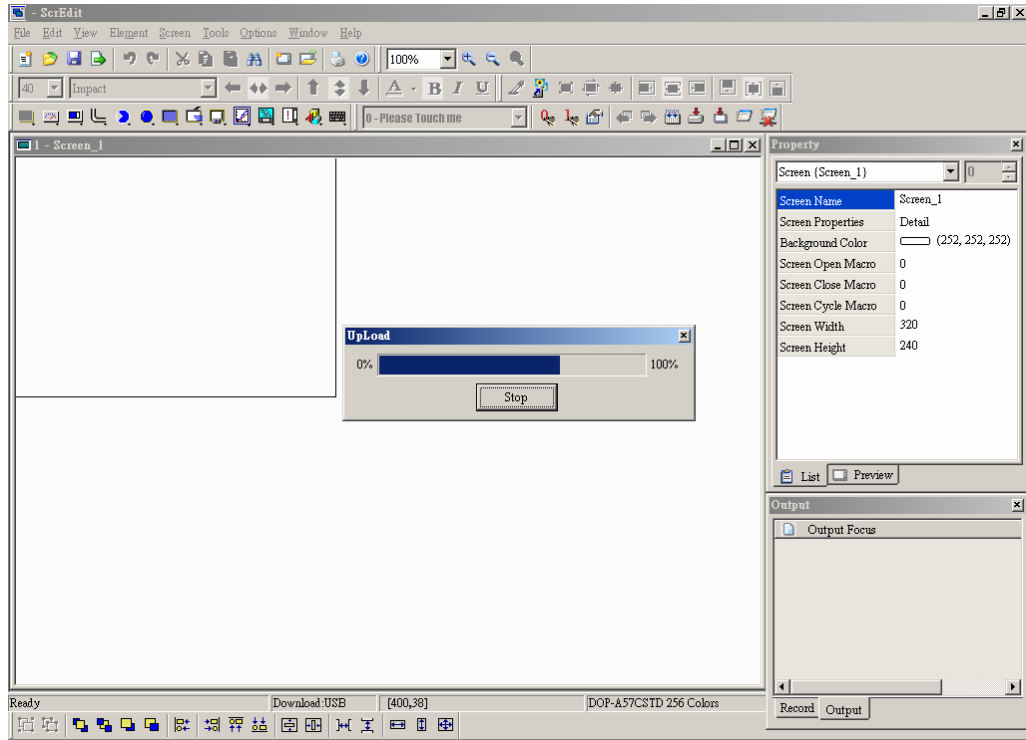 - ScrEdit
File Edit View Element Screen Tools Options Window Help
100%
40 Impact A B I U
0 - Please Touch me
1 - Screen_1
Property
Screen {Screen_1} 0
Screen Name Screen_1
Screen Properties Detail
Background Color (252, 252, 252)
Screen Open Macro 0
Screen Close Macro 0
Screen Cycle Macro 0
Screen Width 320
Screen Height 240
UpLoad
0% 100%
Stop
List Preview
Output
Output Focus
Record Output
Ready Download:USB [400,38] DOP-A57CSTD 256 Colors